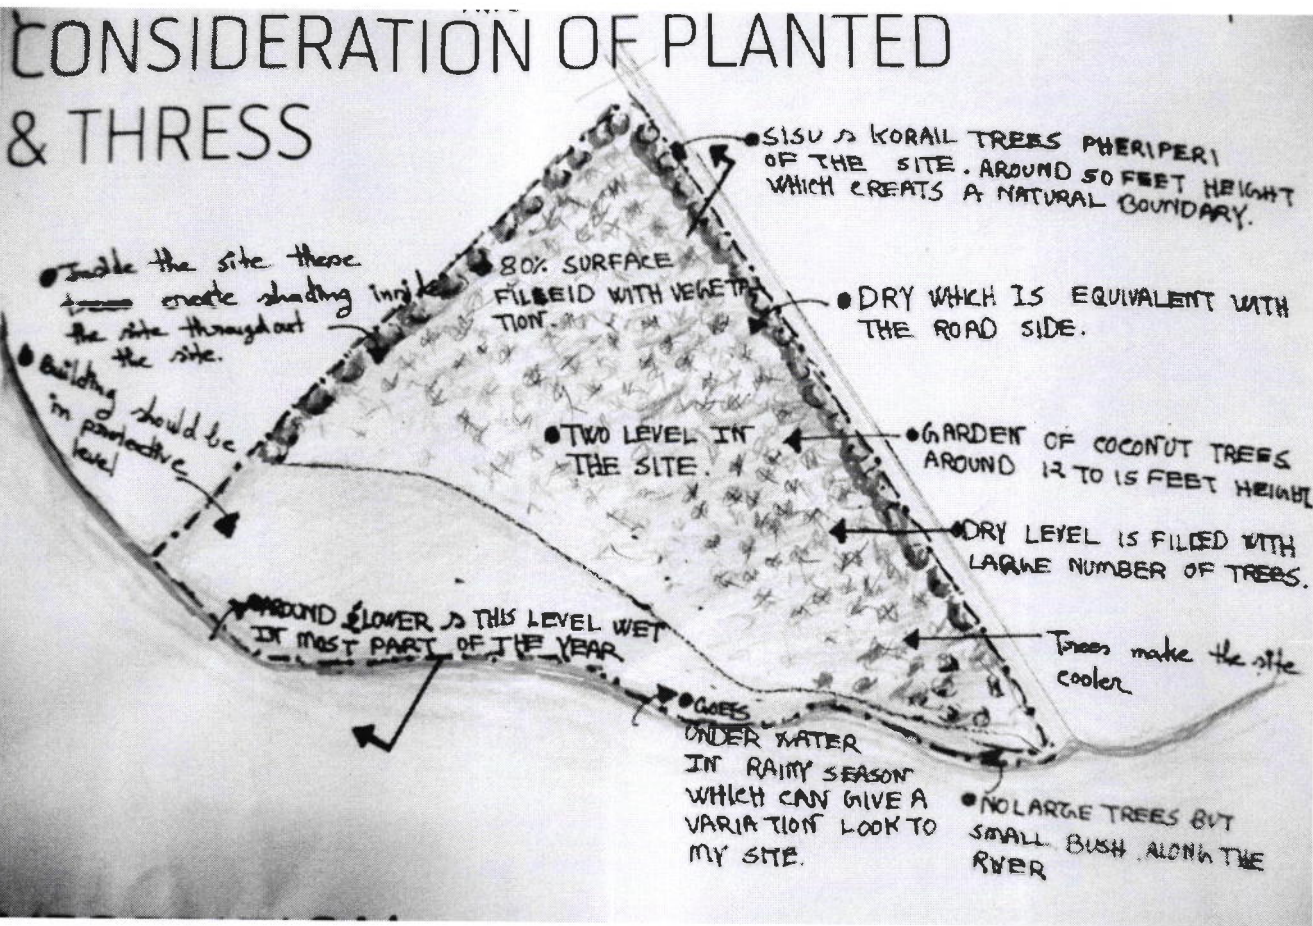 CONSIDERATION OF PLANTED
& THRESS
SISU & KORAIL TREES PHERIPERI
OF THE SITE. AROUND 50 FEET HEIGHT
WHICH CREATS A NATURAL BOUNDARY.
Inside the site these
create shading inside
the site throughout
the site.
80% SURFACE
FILLEID WITH VEGETA
TION.
DRY WHICH IS EQUIVALENT WITH
THE ROAD SIDE.
Building should be
in protective
level
TWO LEVEL IN
THE SITE.
GARDEN OF COCONUT TREES
AROUND 12 TO 15 FEET HEIGHT
DRY LEVEL IS FILLED WITH
LARGE NUMBER OF TREES.
AROUND LOWER & THIS LEVEL WET
IN MOST PART OF THE YEAR
Trees make the site
cooler
GOES
UNDER WATER
IN RAINY SEASON
WHICH CAN GIVE A
VARIATION LOOK TO
MY SITE.
NO LARGE TREES BUT
SMALL BUSH ALONG THE
RIVER